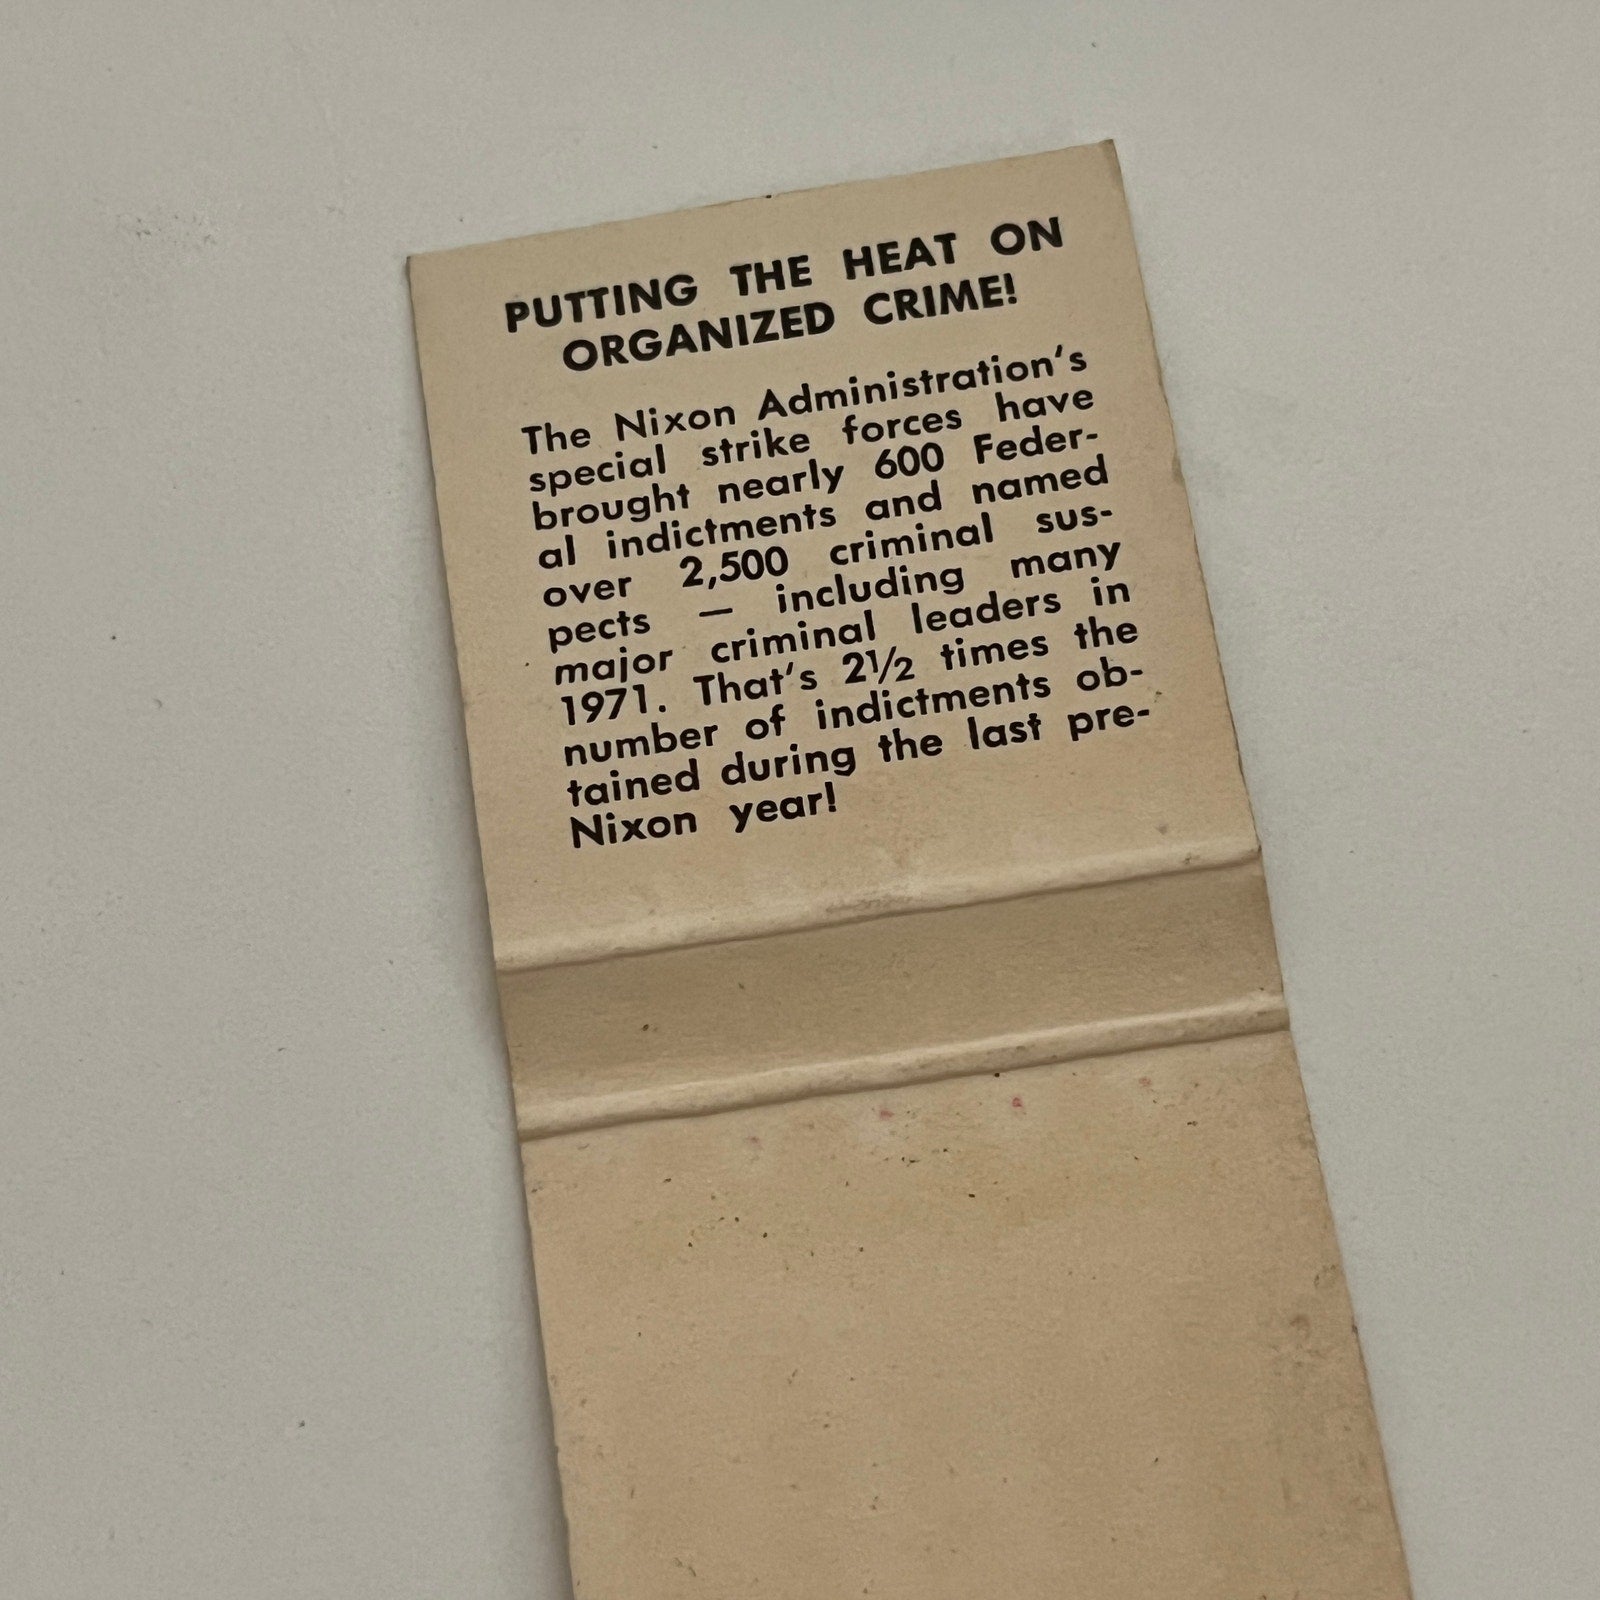 PUTTING THE HEAT ON
ORGANIZED CRIME!
The Nixon Administration's
special strike forces have
brought nearly 600 Feder-
al indictments and named
over 2,500 criminal sus-
pects — including many
major criminal leaders in
1971. That's 2½ times the
number of indictments ob-
tained during the last pre-
Nixon year!